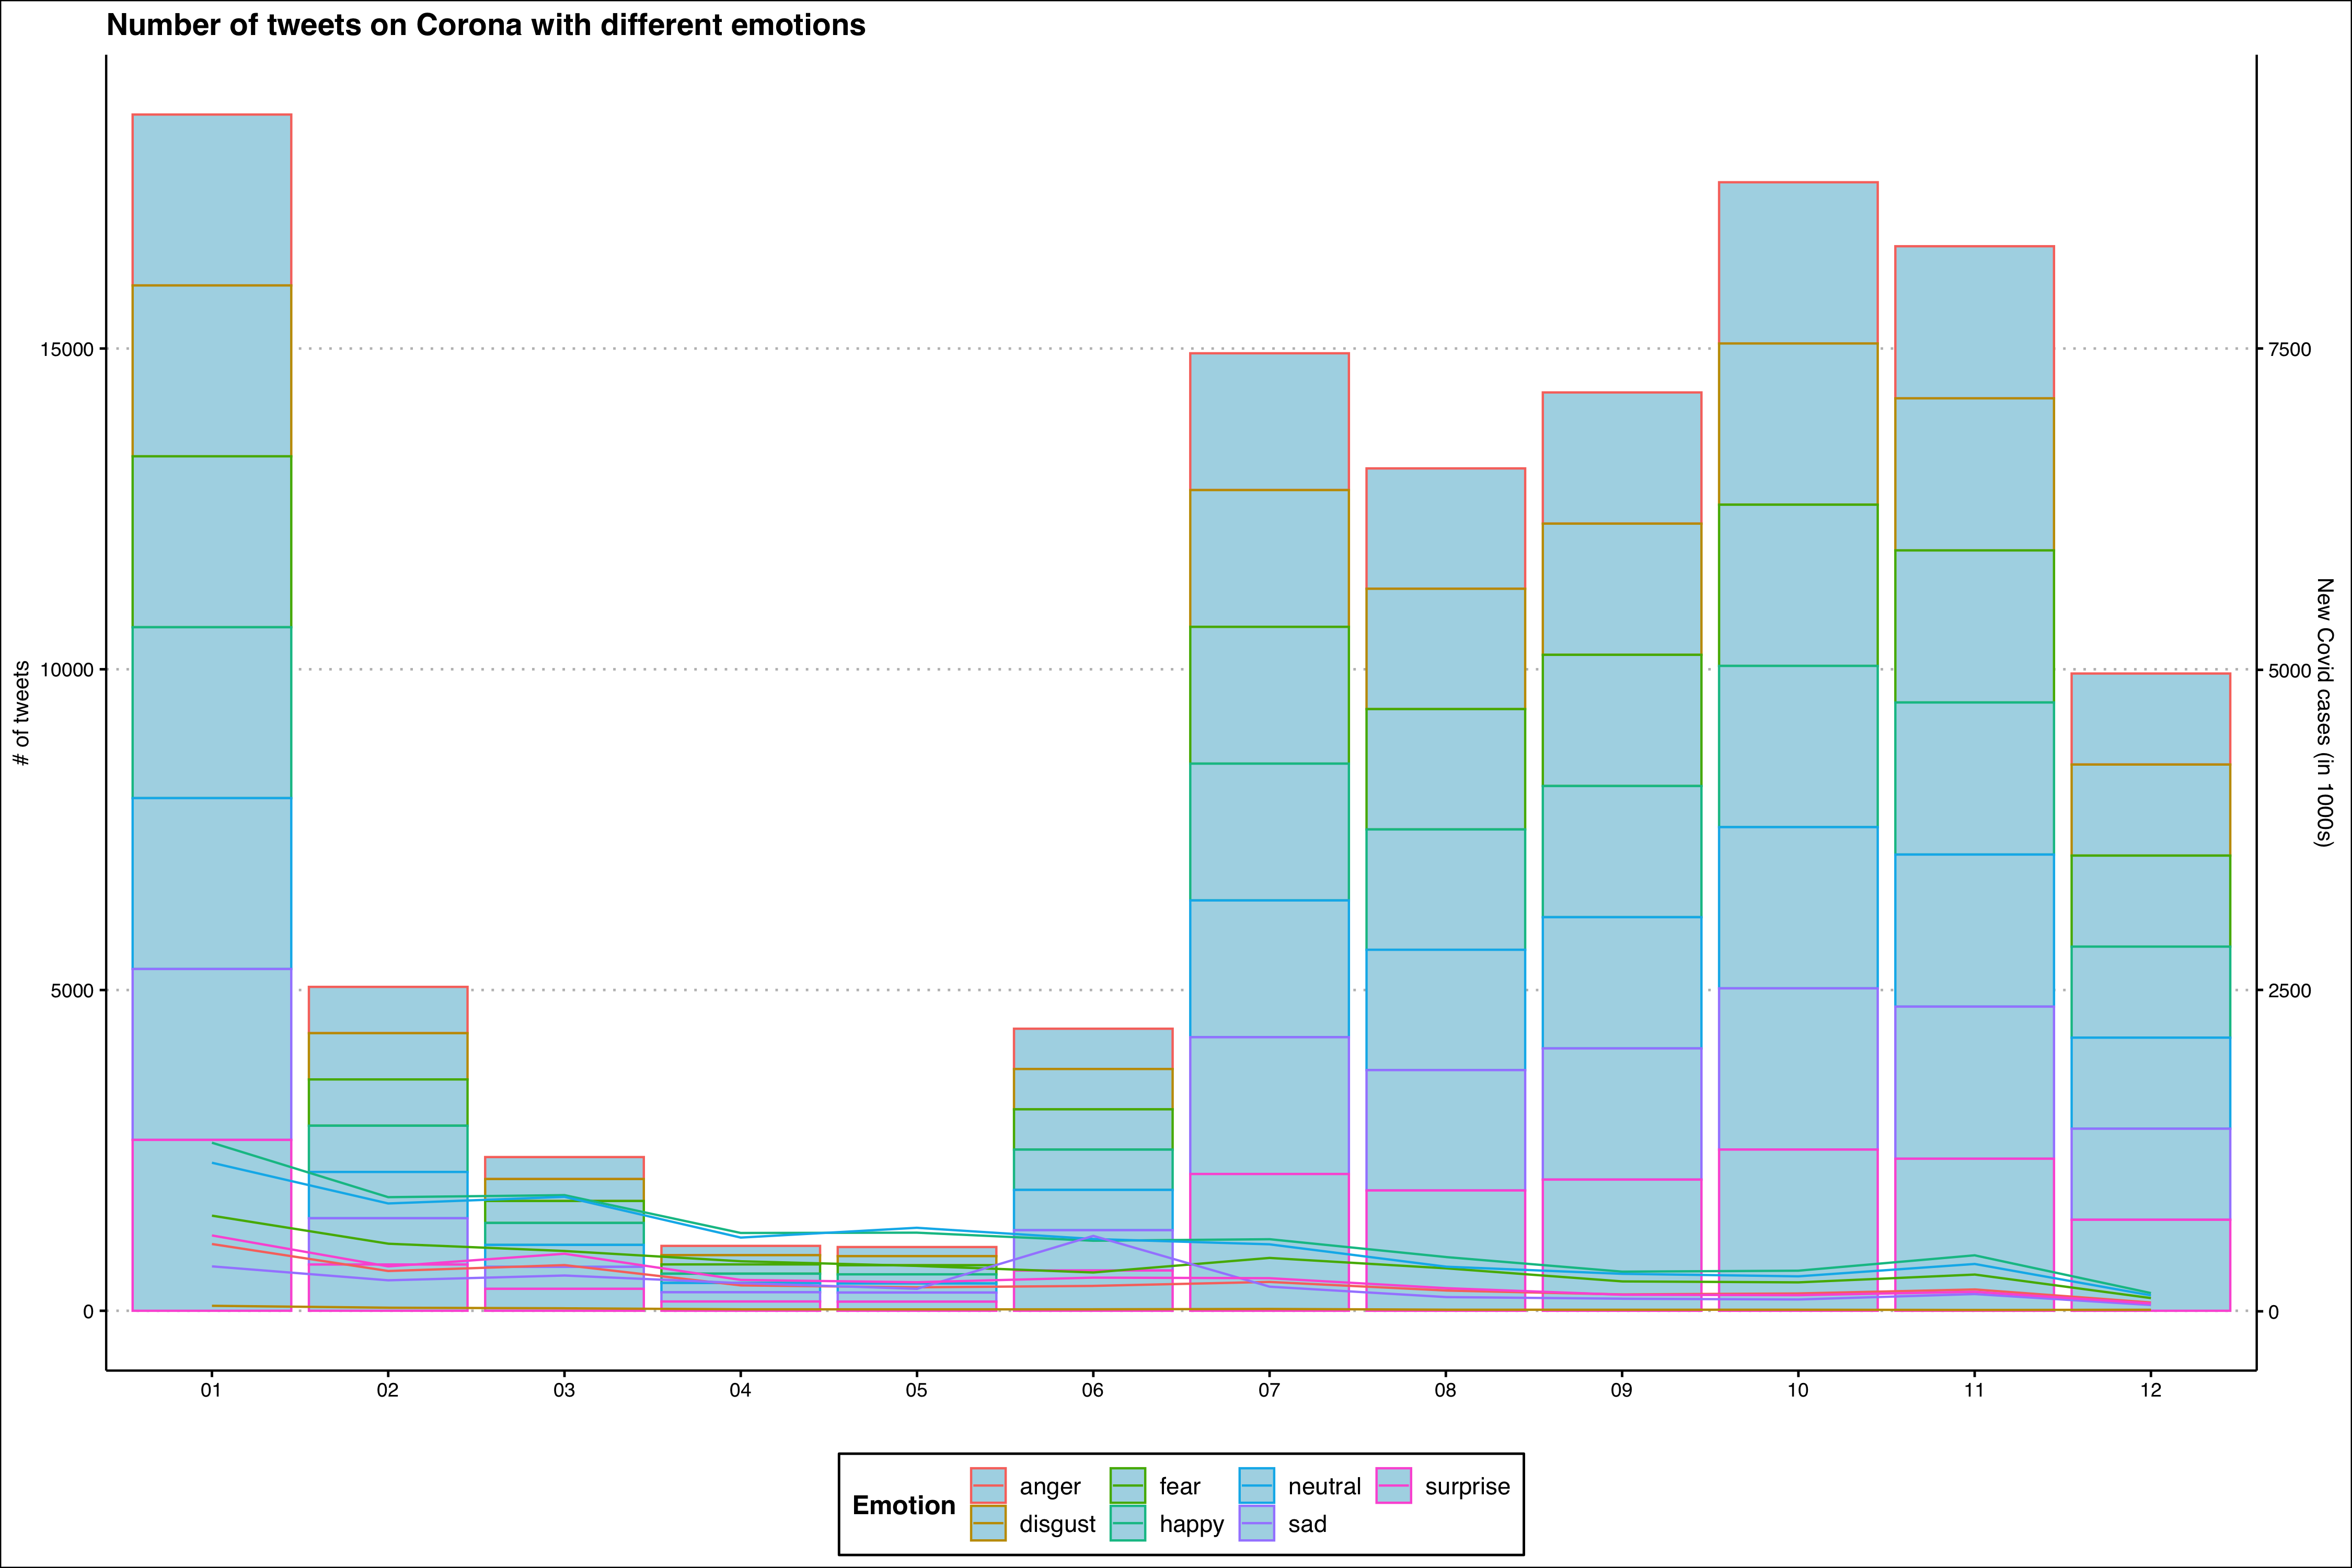 Number of tweets on Corona with different emotions
15000
10000
5000
0
# of tweets
7500
5000
2500
0
New Covid cases (in 1000s)
01 02 03 04 05 06 07 08 09 10 11 12
Emotion
anger fear neutral surprise
disgust happy sad